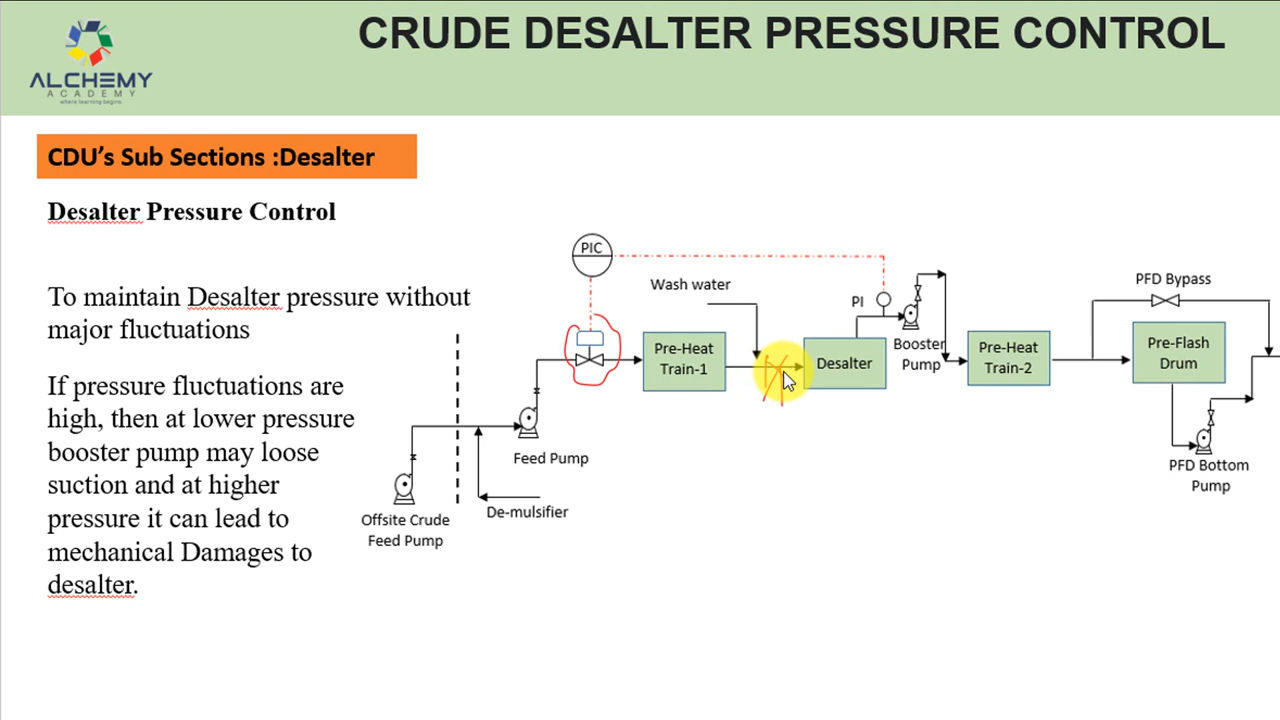 CRUDE DESALTER PRESSURE CONTROL
ALCHEMY
ACADEMY
where learning begins
CDU's Sub Sections :Desalter
Desalter Pressure Control
To maintain Desalter pressure without
major fluctuations
If pressure fluctuations are
high, then at lower pressure
booster pump may loose
suction and at higher
pressure it can lead to
mechanical Damages to
desalter.
PIC
Wash water
PI
PFD Bypass
Pre-Heat
Train-1
Desalter
Booster
Pump
Pre-Heat
Train-2
Pre-Flash
Drum
Feed Pump
PFD Bottom
Pump
De-mulsifier
Offsite Crude
Feed Pump